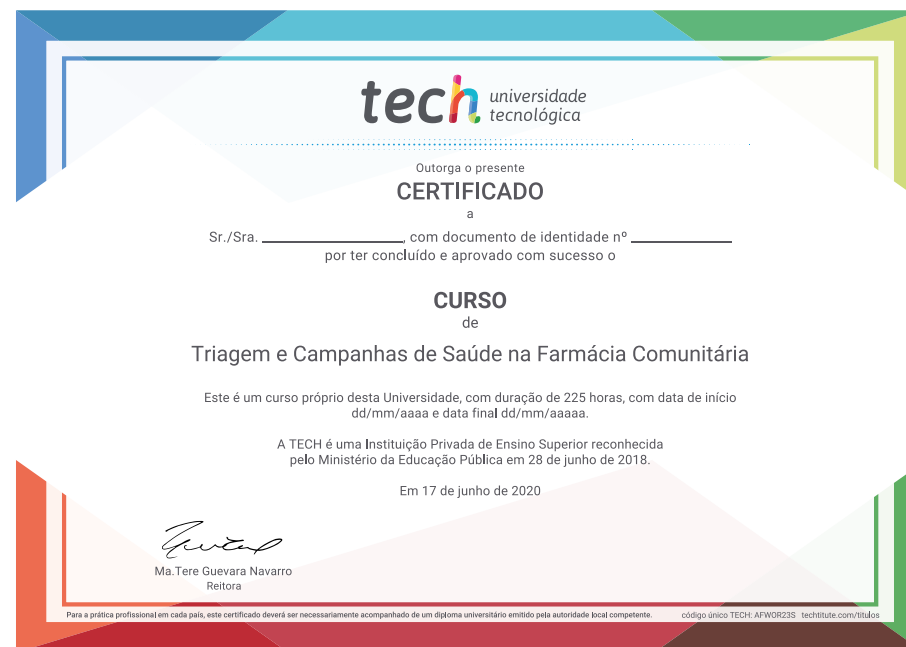 tech universidade
tecnológica
Outorga o presente
CERTIFICADO
a
Sr./Sra. ____________________, com documento de identidade nº ______________
por ter concluído e aprovado com sucesso o
CURSO
de
Triagem e Campanhas de Saúde na Farmácia Comunitária
Este é um curso próprio desta Universidade, com duração de 225 horas, com data de início
dd/mm/aaaa e data final dd/mm/aaaaa.
A TECH é uma Instituição Privada de Ensino Superior reconhecida
pelo Ministério da Educação Pública em 28 de junho de 2018.
Em 17 de junho de 2020
Ma.Tere Guevara Navarro
Reitora
Para a prática profissional em cada país, este certificado deverá ser necessariamente acompanhado de um diploma universitário emitido pela autoridade local competente. código único TECH: AFWOR23S techtitute.com/titulos